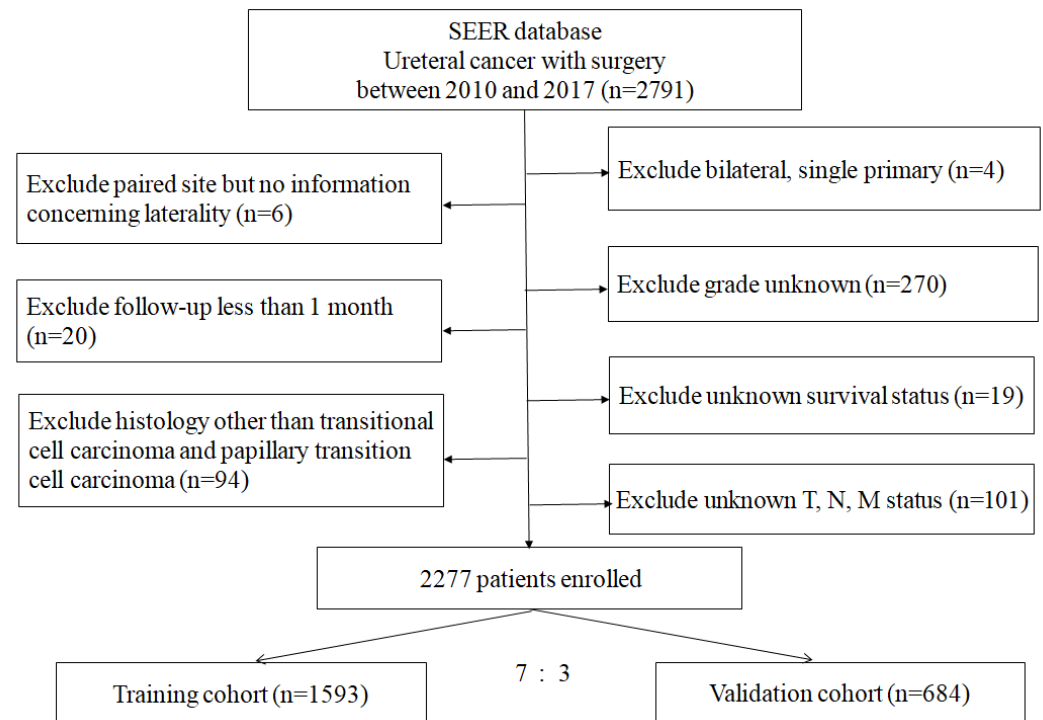 SEER database
Ureteral cancer with surgery
between 2010 and 2017 (n=2791)
Exclude bilateral, single primary (n=4)
Exclude paired site but no information
concerning laterality (n=6)
Exclude grade unknown (n=270)
Exclude follow-up less than 1 month
(n=20)
Exclude unknown survival status (n=19)
Exclude histology other than transitional
cell carcinoma and papillary transition
cell carcinoma (n=94)
Exclude unknown T, N, M status (n=101)
2277 patients enrolled
7 : 3
Training cohort (n=1593)
Validation cohort (n=684)